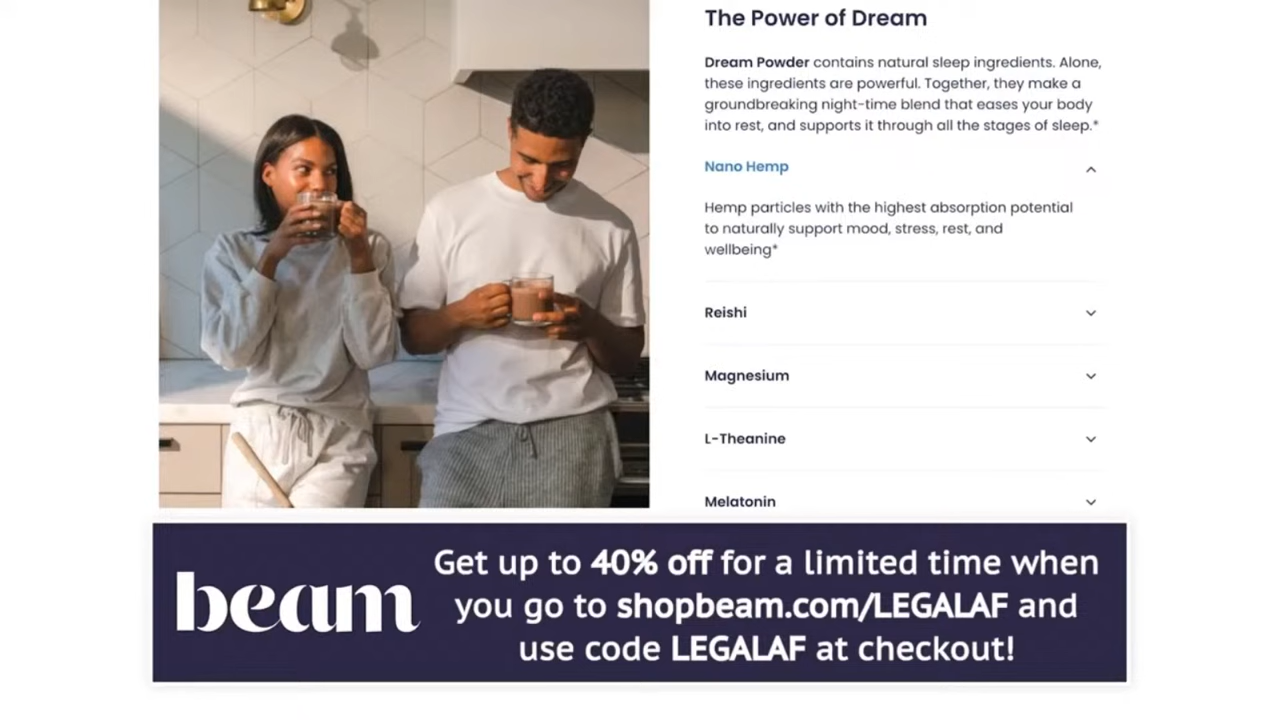 The Power of Dream
Dream Powder contains natural sleep ingredients. Alone,
these ingredients are powerful. Together, they make a
groundbreaking night-time blend that eases your body
into rest, and supports it through all the stages of sleep.*
Nano Hemp
Hemp particles with the highest absorption potential
to naturally support mood, stress, rest, and
wellbeing*
Reishi
Magnesium
L-Theanine
Melatonin
beam
Get up to 40% off for a limited time when
you go to shopbeam.com/LEGALAF and
use code LEGALAF at checkout!